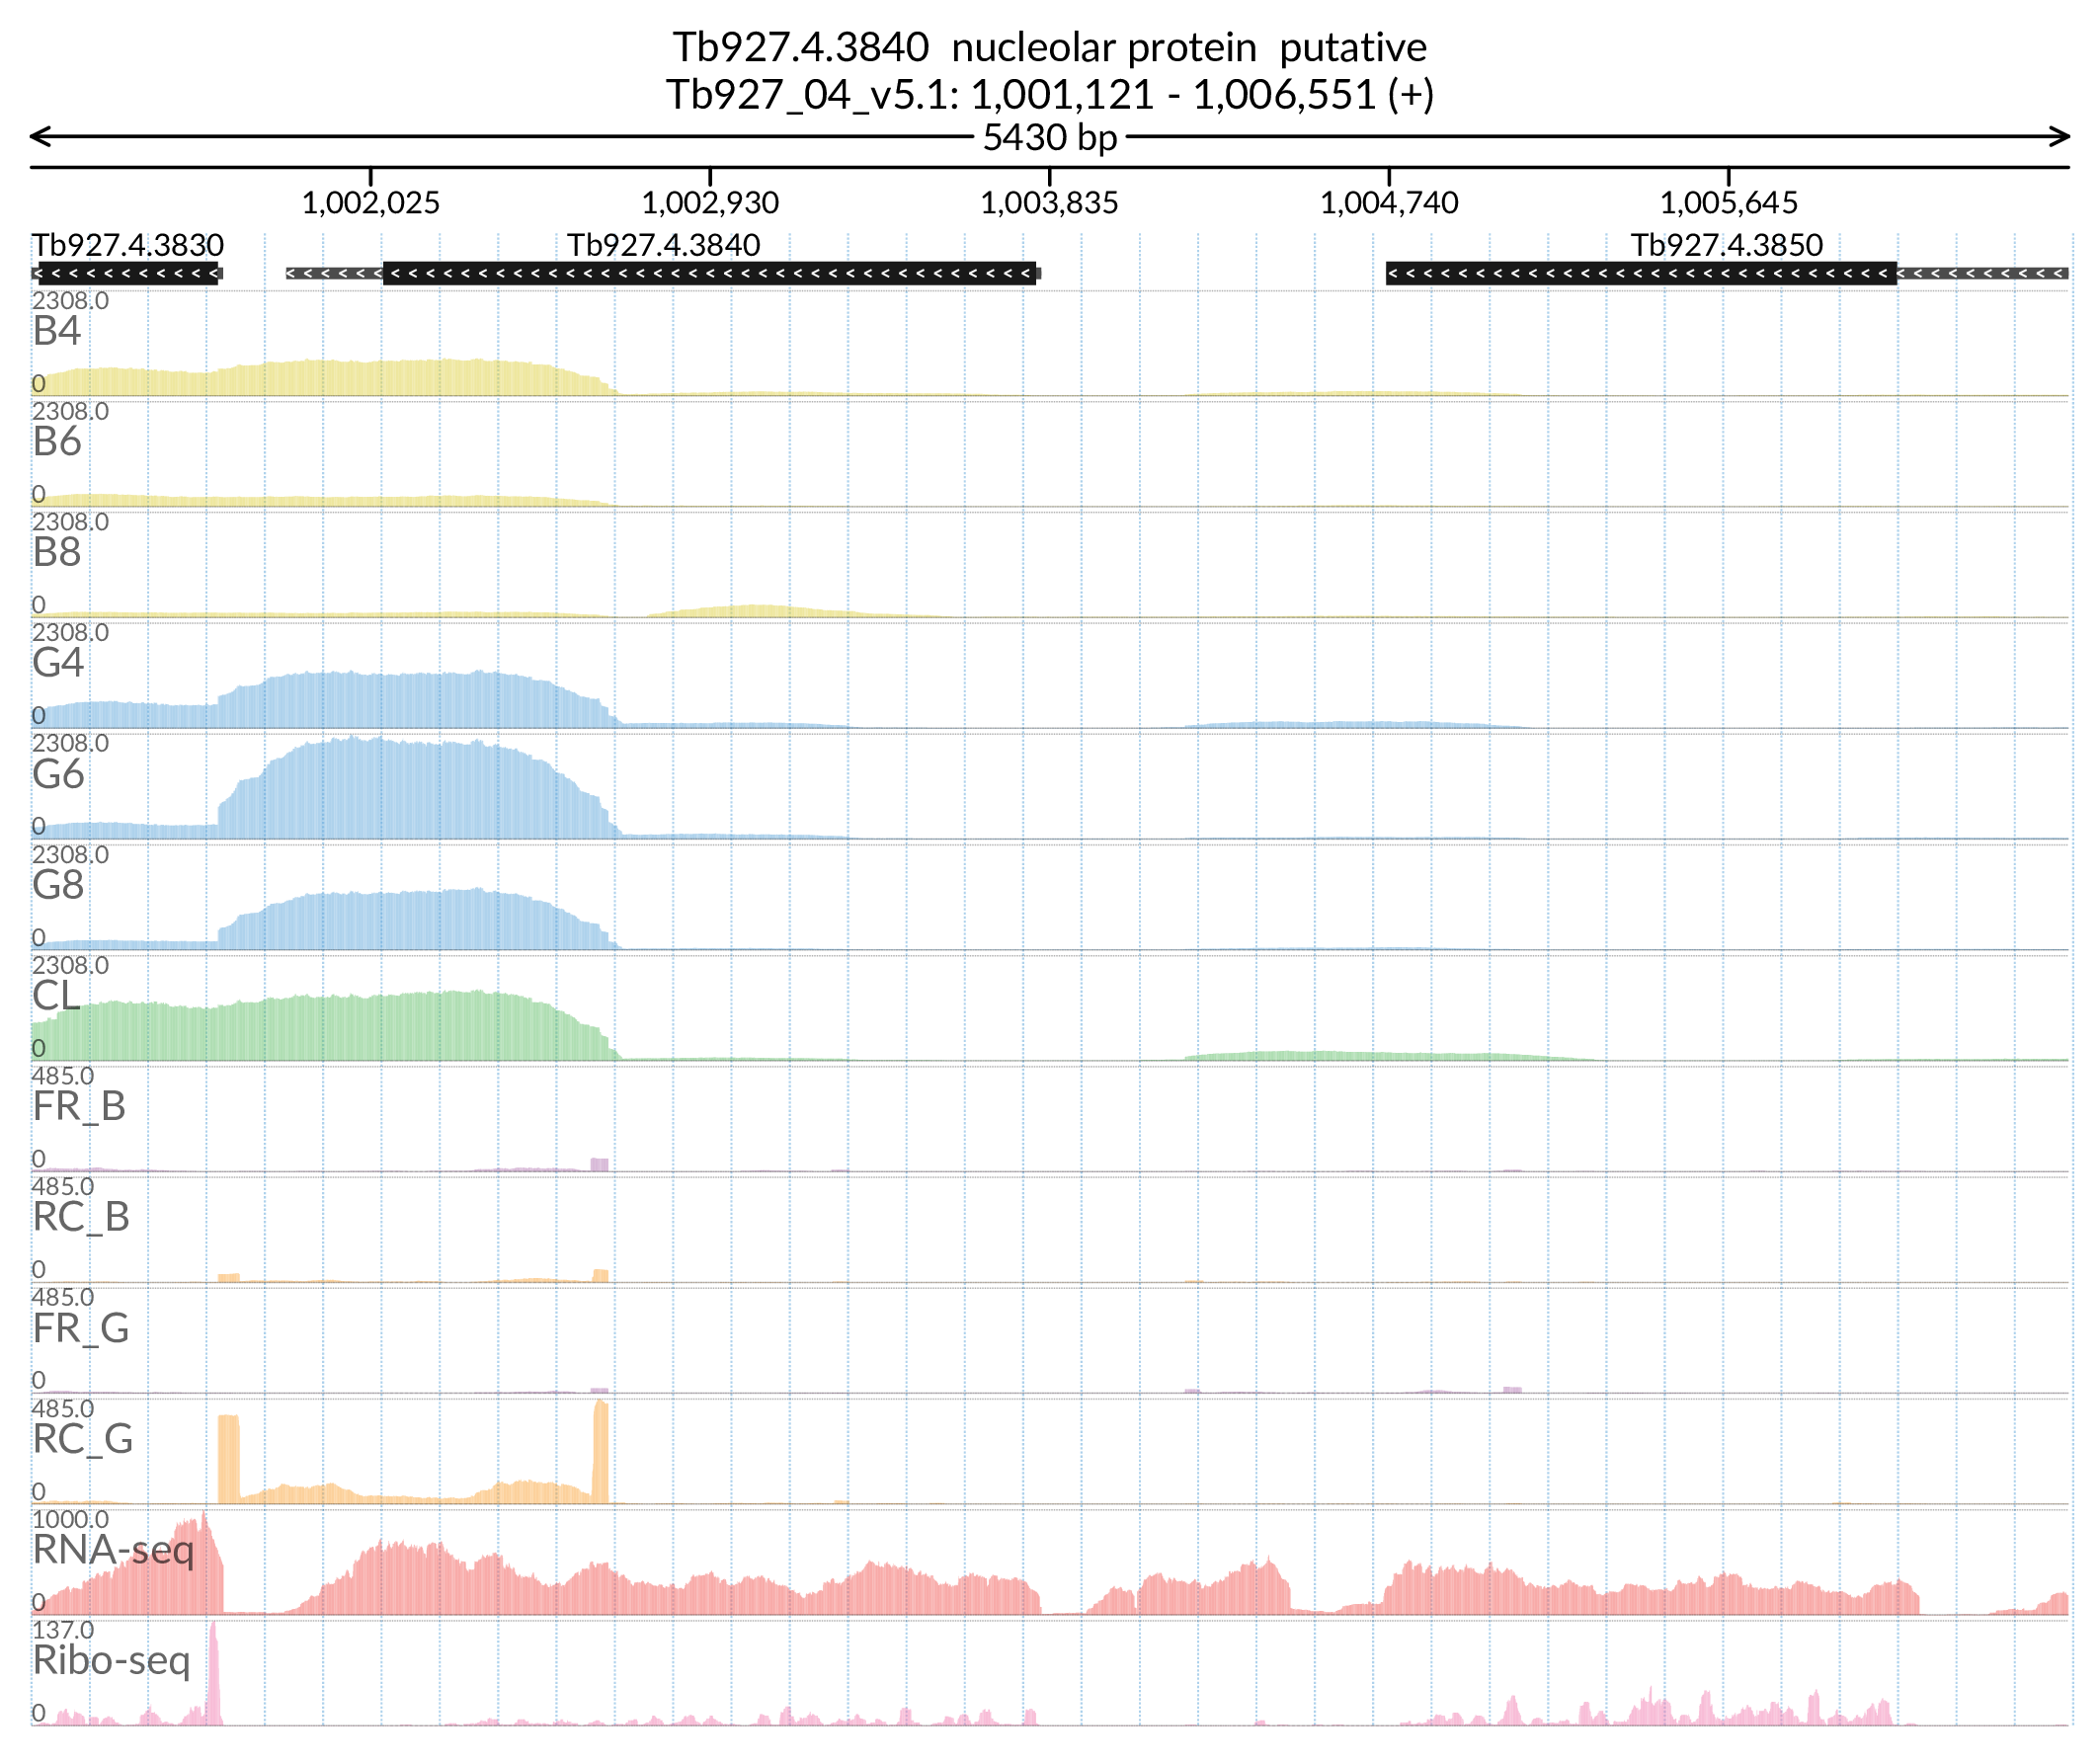 Tb927.4.3840  nucleolar protein  putative
Tb927_04_v5.1: 1,001,121 - 1,006,551 (+)
5430 bp
1,002,025 1,002,930 1,003,835 1,004,740 1,005,645
Tb927.4.3830 Tb927.4.3840 Tb927.4.3850
2308.0
B4
0
2308.0
B6
0
2308.0
B8
0
2308.0
G4
0
2308.0
G6
0
2308.0
G8
0
2308.0
CL
0
485.0
FR_B
0
485.0
RC_B
0
485.0
FR_G
0
485.0
RC_G
0
1000.0
RNA-seq
0
137.0
Ribo-seq
0